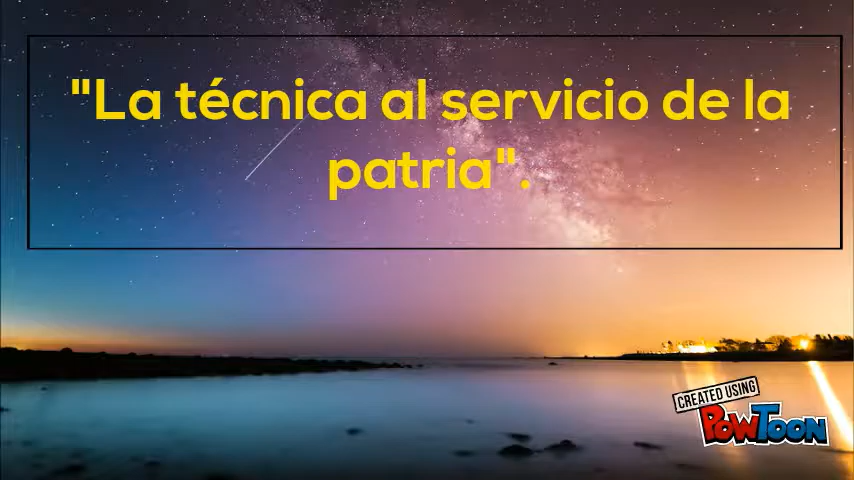 "La técnica al servicio de la
patria".
CREATED USING
POWTOON